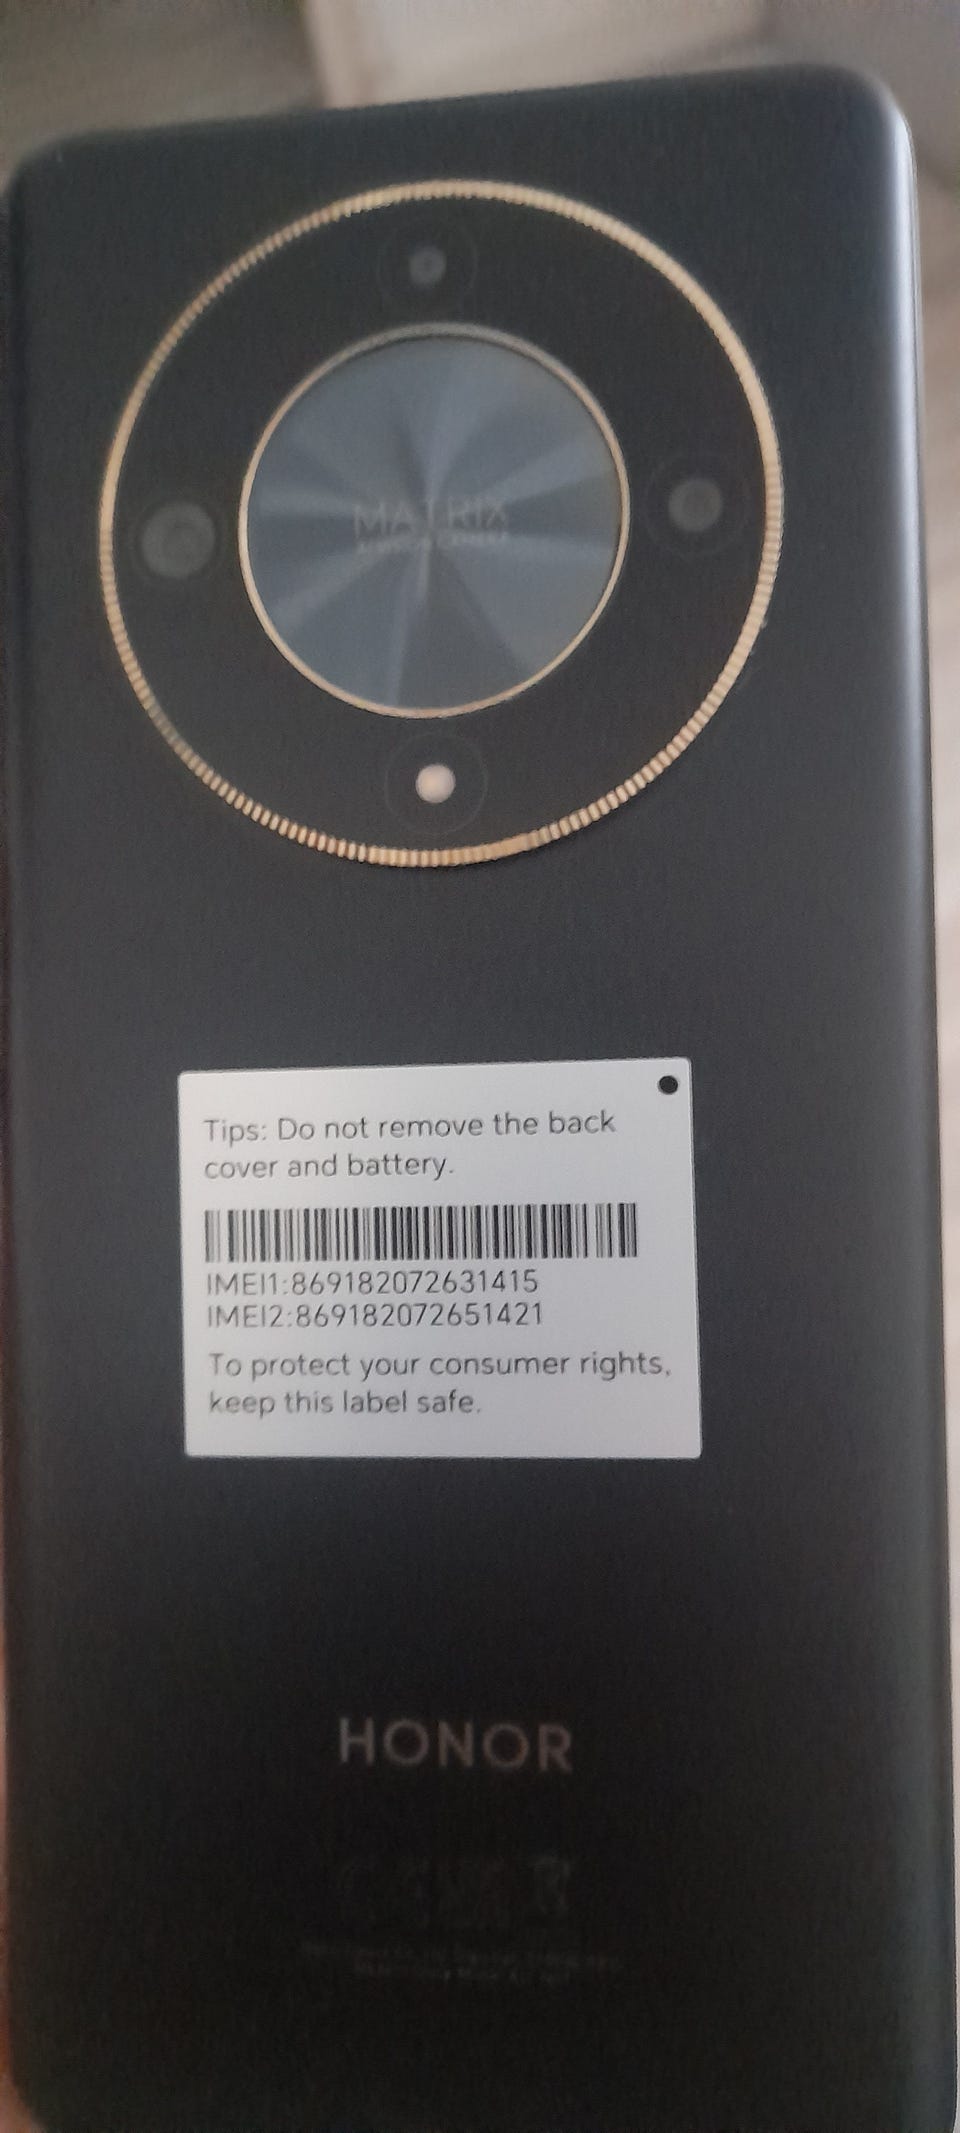 MATRIX
Tips: Do not remove the back
cover and battery.
IMEI1:869182072631415
IMEI2:869182072651421
To protect your consumer rights,
keep this label safe.
HONOR